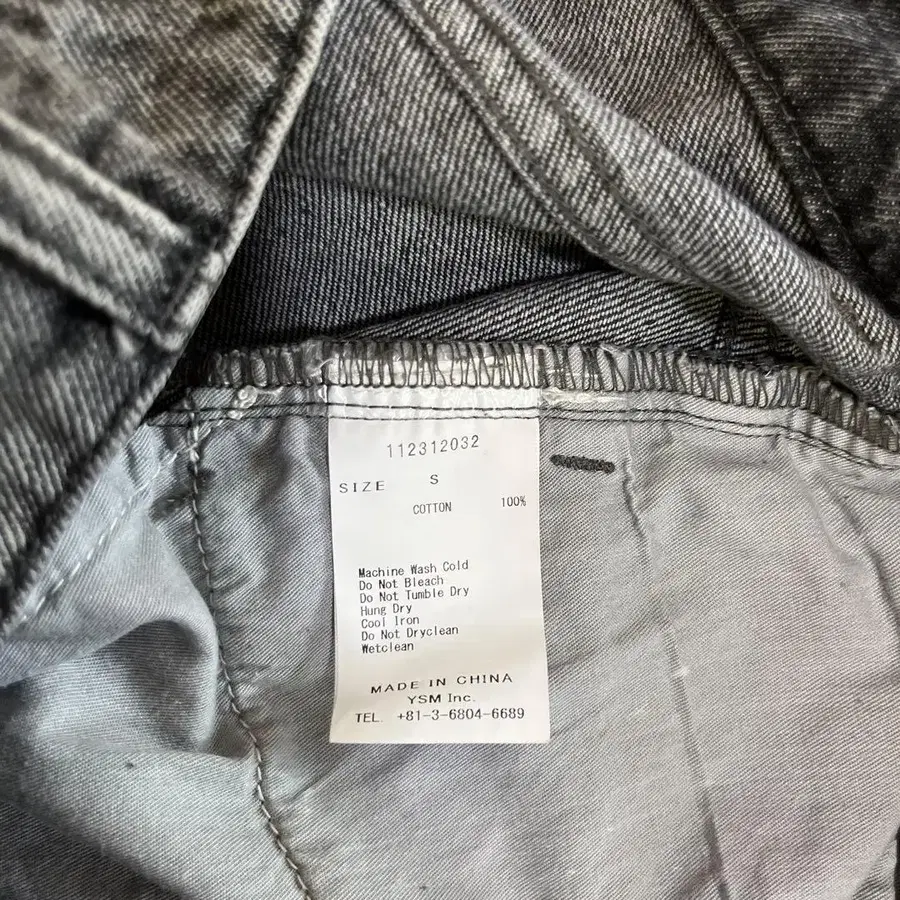 112312032
SIZE S
COTTON 100%
Machine Wash Cold
Do Not Bleach
Do Not Tumble Dry
Hung Dry
Cool Iron
Do Not Dryclean
Wetclean
MADE IN CHINA
YSM Inc.
TEL. +81-3-6804-6689